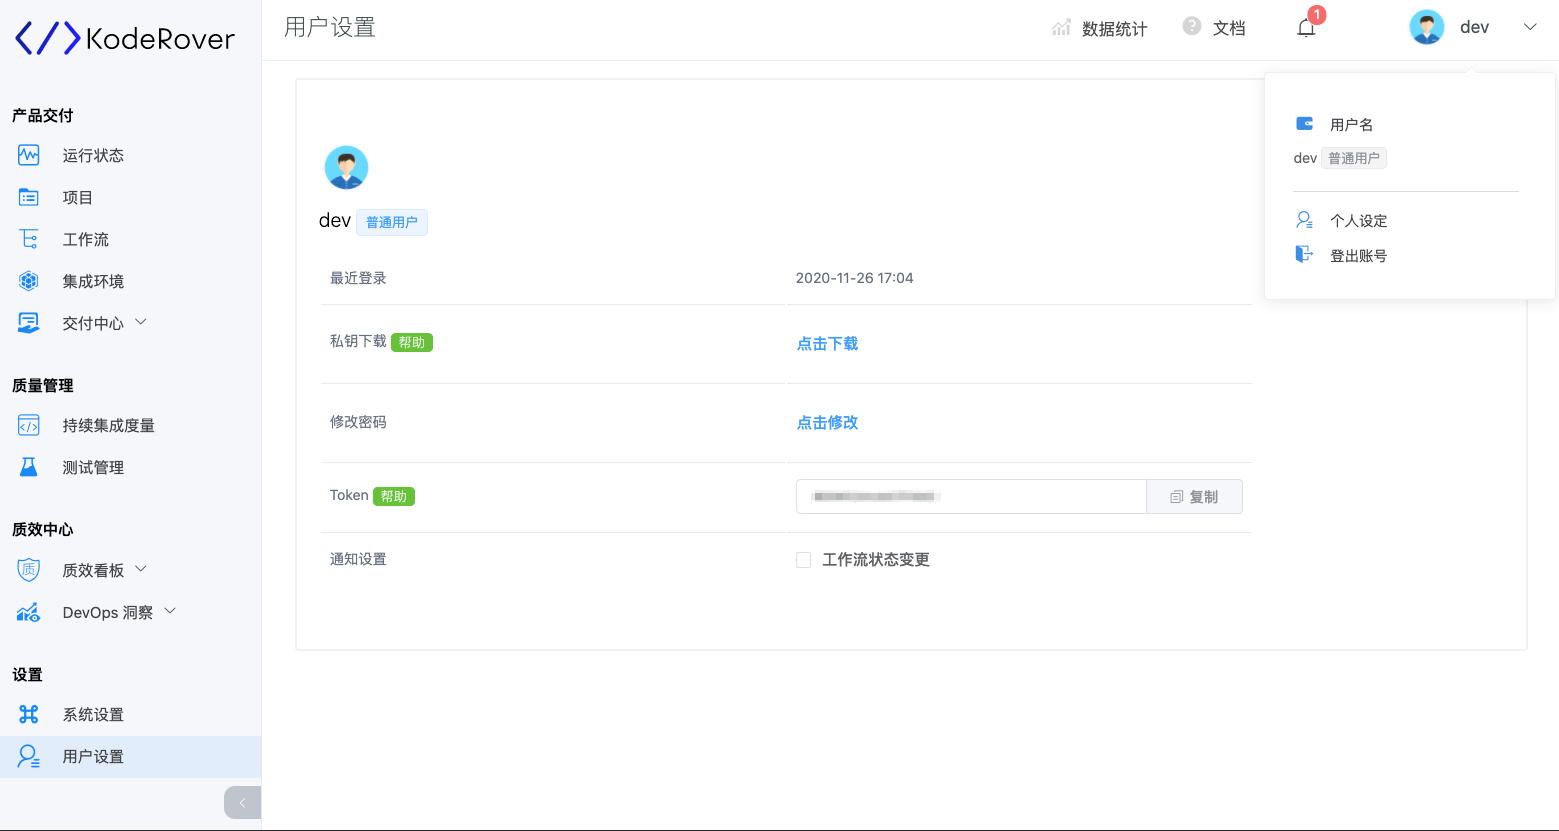 KodeRover
用户设置
数据统计
文档
1
dev
产品交付
运行状态
项目
工作流
集成环境
交付中心
质量管理
持续集成度量
测试管理
质效中心
质
质效看板
DevOps 洞察
设置
系统设置
用户设置
dev 普通用户
最近登录 2020-11-26 17:04
私钥下载 帮助 点击下载
修改密码 点击修改
Token 帮助 复制
通知设置 工作流状态变更
用户名
dev 普通用户
个人设定
登出账号